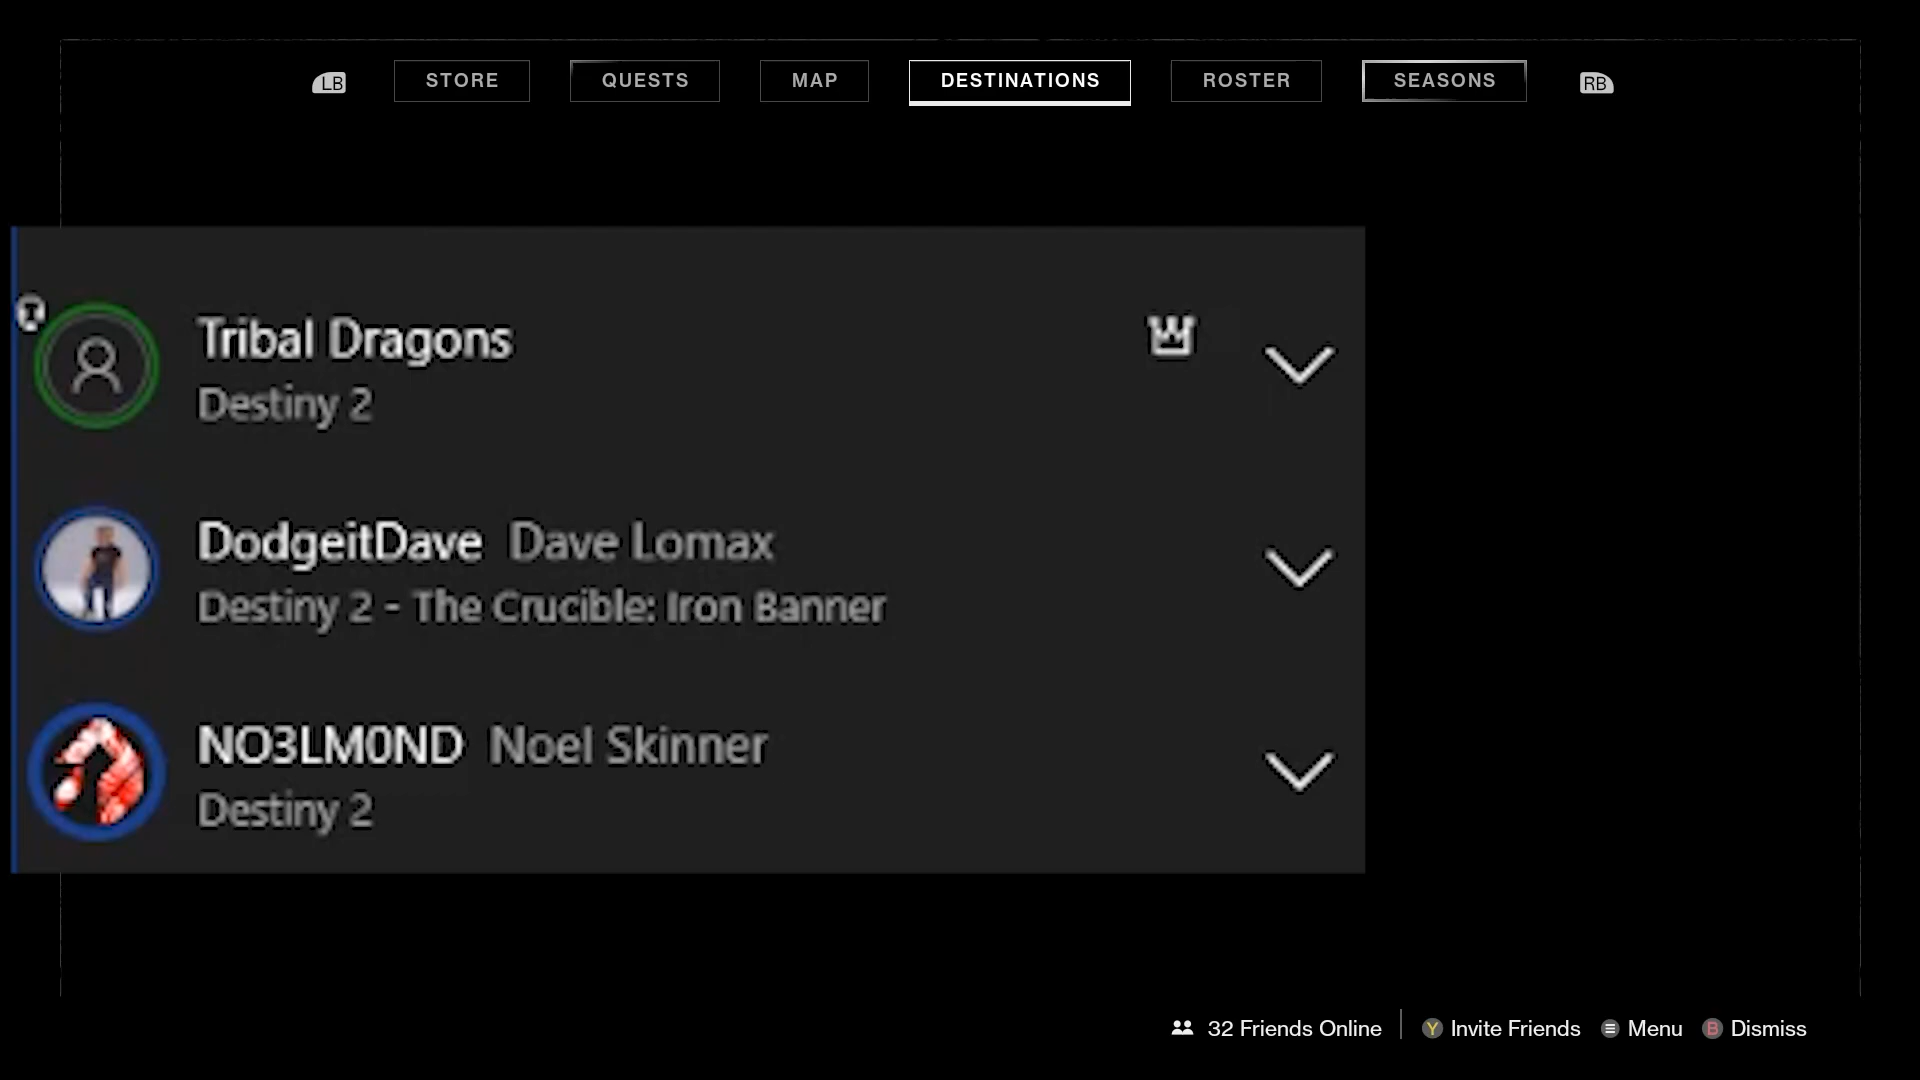 LB STORE QUESTS MAP DESTINATIONS ROSTER SEASONS RB
Tribal Dragons
Destiny 2
DodgeitDave Dave Lomax
Destiny 2 - The Crucible: Iron Banner
NO3LM0ND Noel Skinner
Destiny 2
32 Friends Online Y Invite Friends Menu B Dismiss